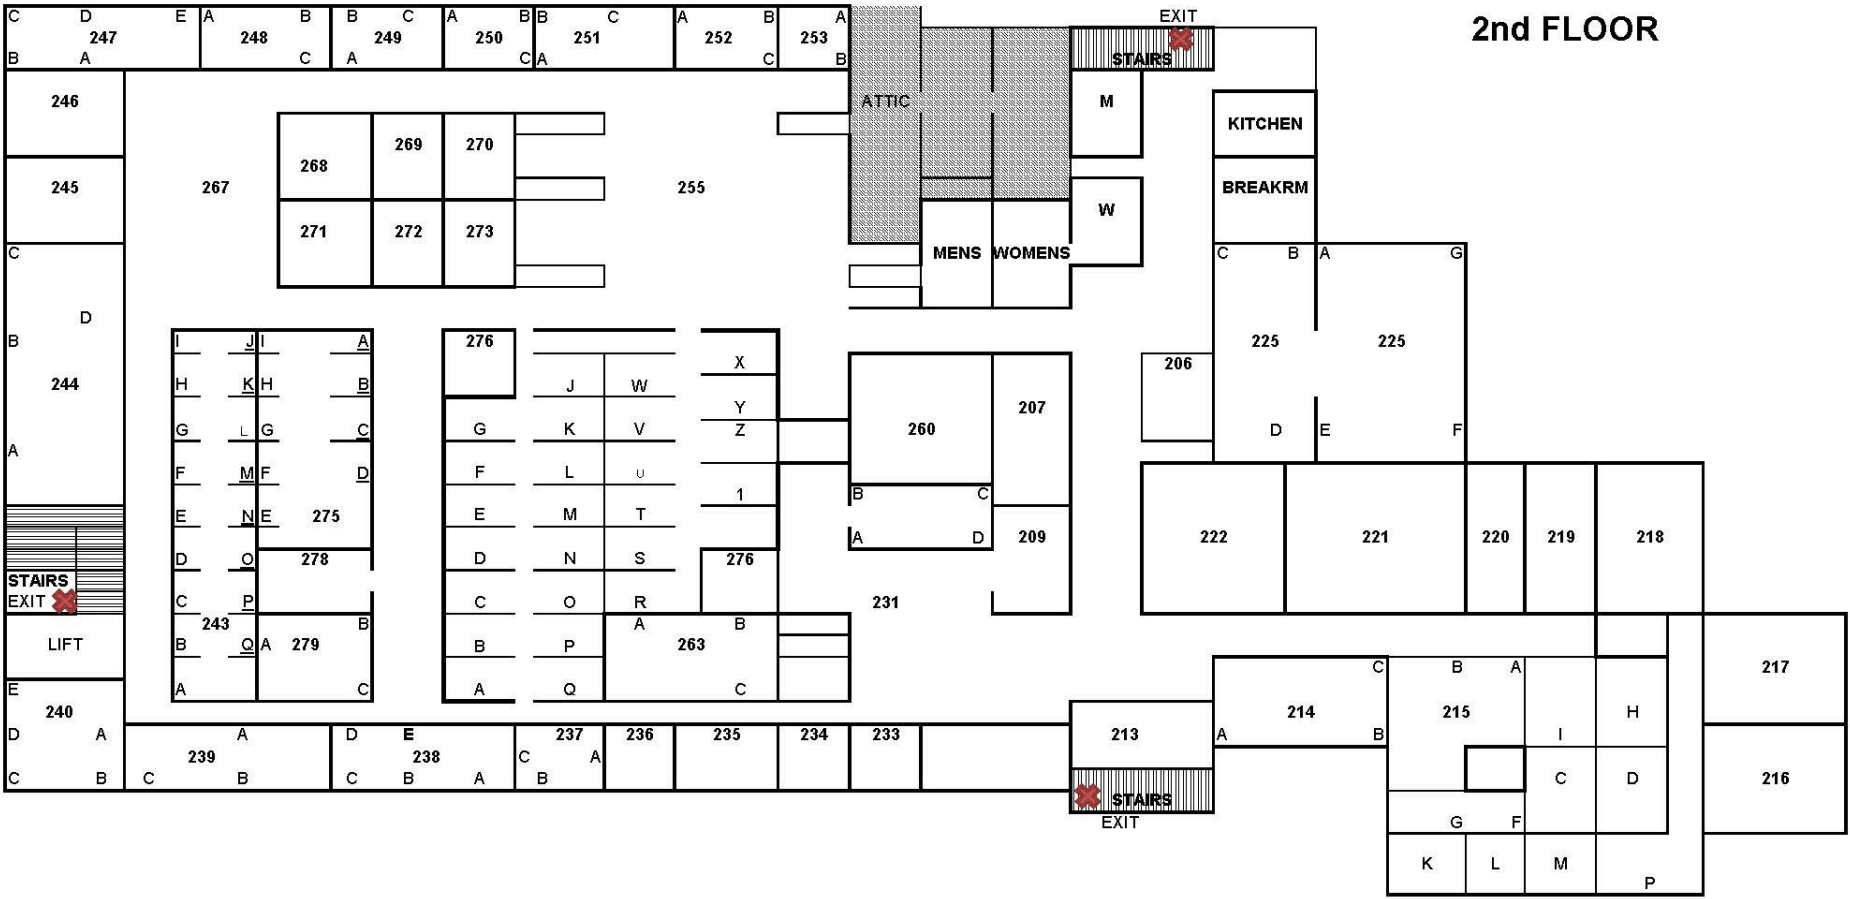 EXIT
2nd FLOOR
C D E A B B C A B B C A B A
247 248 249 250 251 252 253
B A C A C A C B
STAIRS
246 ATTIC M
KITCHEN
269 270
268
245 267 255 BREAKRM
W
271 272 273
C MENS WOMENS C B A G
D
B I J I A 276 225 225
X 206
244 H K H B J W
Y 207
G L G C G K V Z 260 D E F
A
F M F D F L U
1 B C
E N E 275 E M T
A D 209 222 221 220 219 218
D O 278 D N S 276
STAIRS
EXIT C P C O R 231
243 B A B
LIFT B Q A 279 B P 263
C B A 217
E A C A Q C
240 214 215 H
D A A D E 237 236 235 234 233 213 A B I
239 238 C A
C B C B C B A B C D 216
STAIRS
EXIT G F
K L M
P